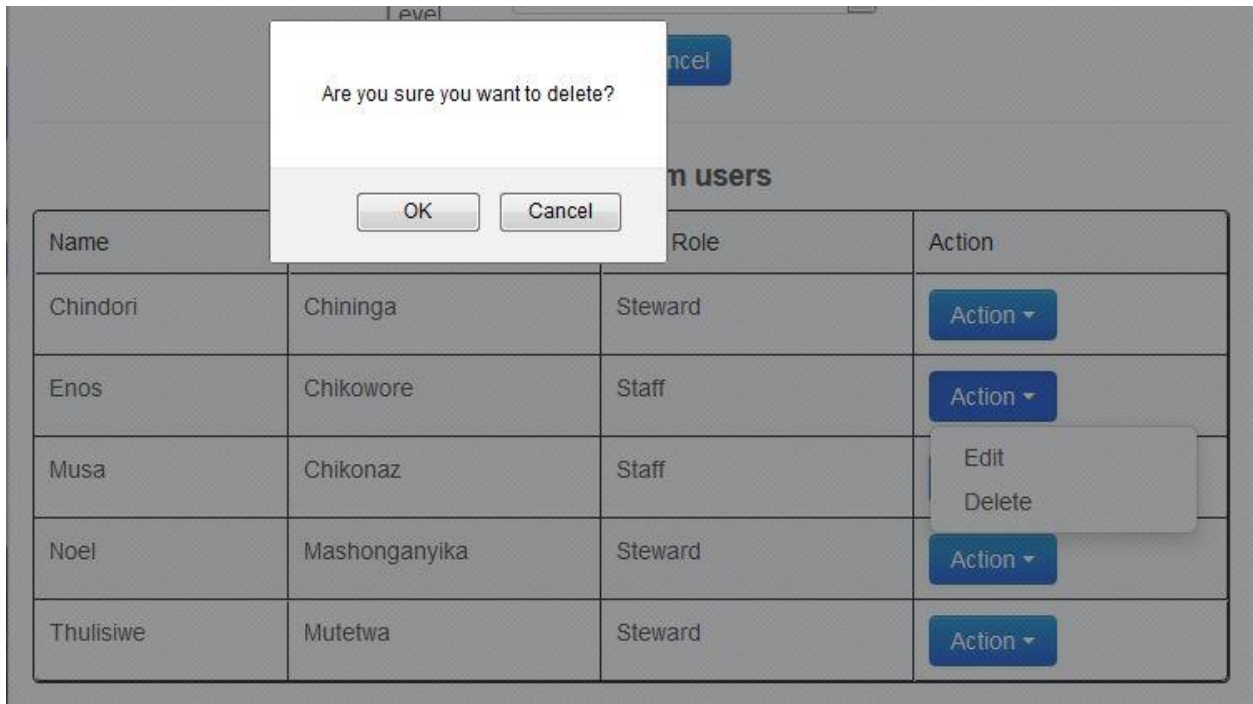 Level
ncel
Are you sure you want to delete?
OK Cancel
m users
Name Role Action
Chindori Chininga Steward Action
Enos Chikowore Staff Action
Edit
Musa Chikonaz Staff
Delete
Noel Mashonganyika Steward Action
Thulisiwe Mutetwa Steward Action